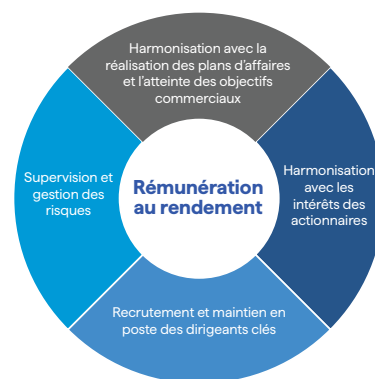 Harmonisation avec la
réalisation des plans d'affaires
et l'atteinte des objectifs
commerciaux
Supervision et
gestion des
risques
Rémunération
au rendement
Harmonisation
avec les
intérêts des
actionnaires
Recrutement et maintien en
poste des dirigeants clés